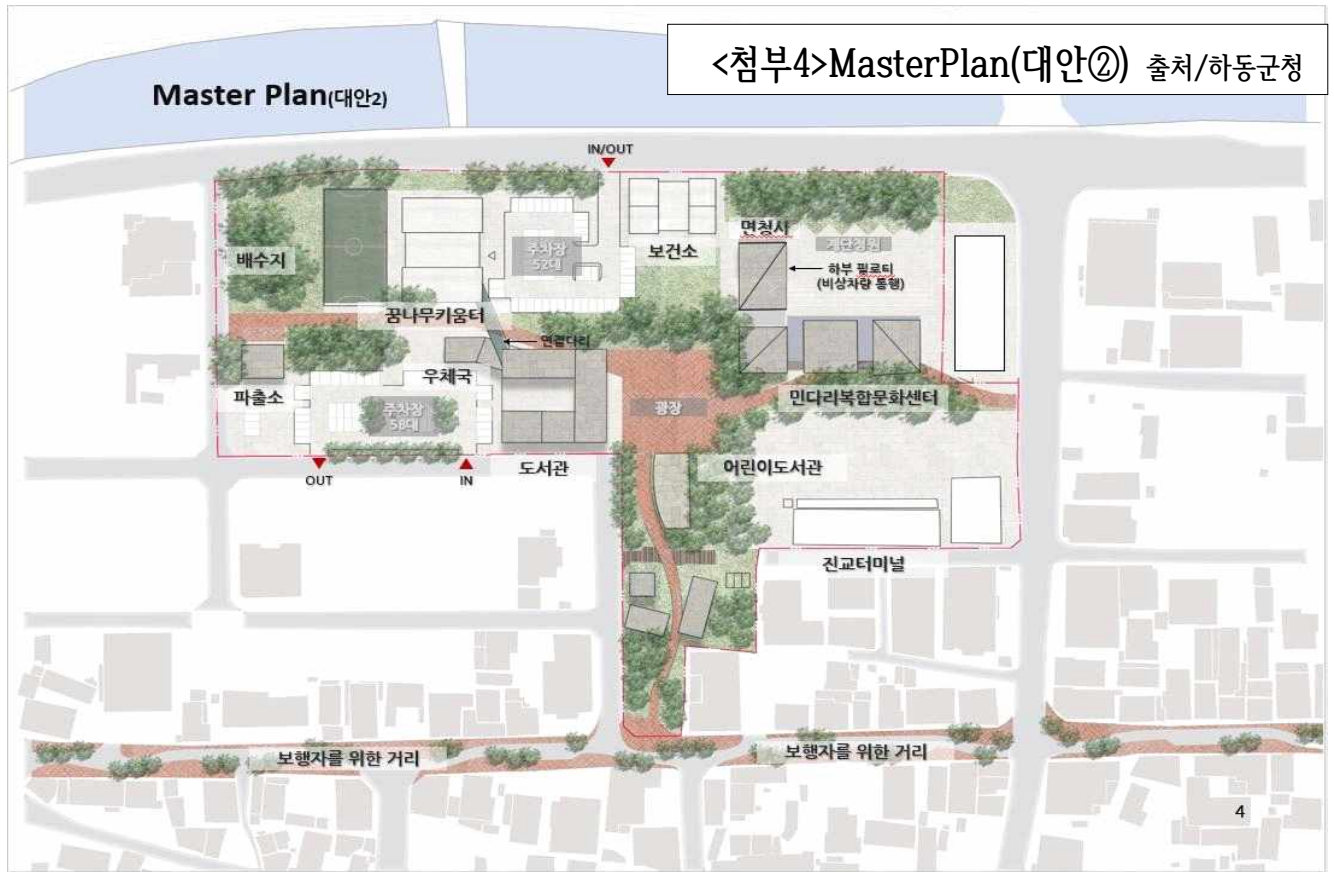 <첨부4>MasterPlan(대안②) 출처/하동군청
Master Plan(대안2)
IN/OUT
면청사
계단정원
배수지
주차장
52대
보건소
하부 필로티
(비상차량 통행)
꿈나무키움터
연결다리
우체국
파출소
주차장
58대
광장
민다리복합문화센터
OUT
IN
도서관
어린이도서관
진교터미널
보행자를 위한 거리
보행자를 위한 거리
4